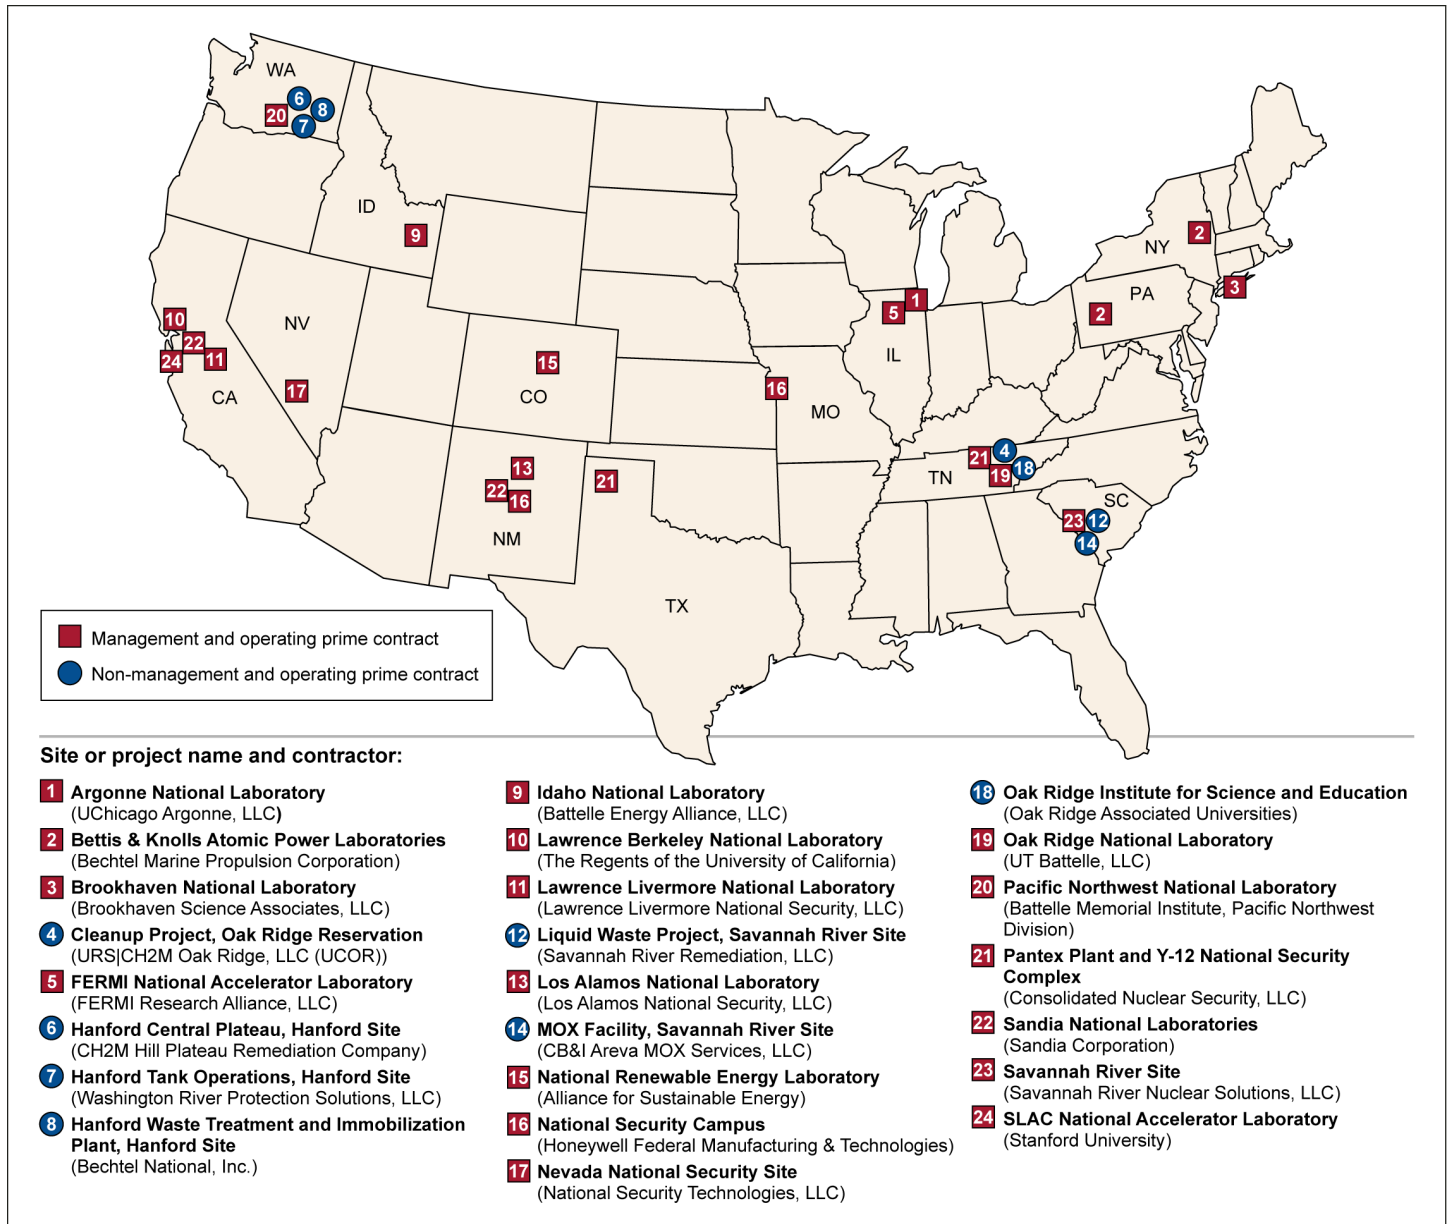 WA
6
8
20
7
ID
9
2
NY
3
PA
2
1
5
10
NV
22
24
11
15
IL
CA
17
CO
16
MO
4
21
18
TN
19
13
22
16
21
SC
23
12
14
NM
TX
Management and operating prime contract
Non-management and operating prime contract
Site or project name and contractor:
1 Argonne National Laboratory
(UChicago Argonne, LLC)
2 Bettis & Knolls Atomic Power Laboratories
(Bechtel Marine Propulsion Corporation)
3 Brookhaven National Laboratory
(Brookhaven Science Associates, LLC)
4 Cleanup Project, Oak Ridge Reservation
(URS|CH2M Oak Ridge, LLC (UCOR))
5 FERMI National Accelerator Laboratory
(FERMI Research Alliance, LLC)
6 Hanford Central Plateau, Hanford Site
(CH2M Hill Plateau Remediation Company)
7 Hanford Tank Operations, Hanford Site
(Washington River Protection Solutions, LLC)
8 Hanford Waste Treatment and Immobilization
Plant, Hanford Site
(Bechtel National, Inc.)
9 Idaho National Laboratory
(Battelle Energy Alliance, LLC)
10 Lawrence Berkeley National Laboratory
(The Regents of the University of California)
11 Lawrence Livermore National Laboratory
(Lawrence Livermore National Security, LLC)
12 Liquid Waste Project, Savannah River Site
(Savannah River Remediation, LLC)
13 Los Alamos National Laboratory
(Los Alamos National Security, LLC)
14 MOX Facility, Savannah River Site
(CB&I Areva MOX Services, LLC)
15 National Renewable Energy Laboratory
(Alliance for Sustainable Energy)
16 National Security Campus
(Honeywell Federal Manufacturing & Technologies)
17 Nevada National Security Site
(National Security Technologies, LLC)
18 Oak Ridge Institute for Science and Education
(Oak Ridge Associated Universities)
19 Oak Ridge National Laboratory
(UT Battelle, LLC)
20 Pacific Northwest National Laboratory
(Battelle Memorial Institute, Pacific Northwest
Division)
21 Pantex Plant and Y-12 National Security
Complex
(Consolidated Nuclear Security, LLC)
22 Sandia National Laboratories
(Sandia Corporation)
23 Savannah River Site
(Savannah River Nuclear Solutions, LLC)
24 SLAC National Accelerator Laboratory
(Stanford University)